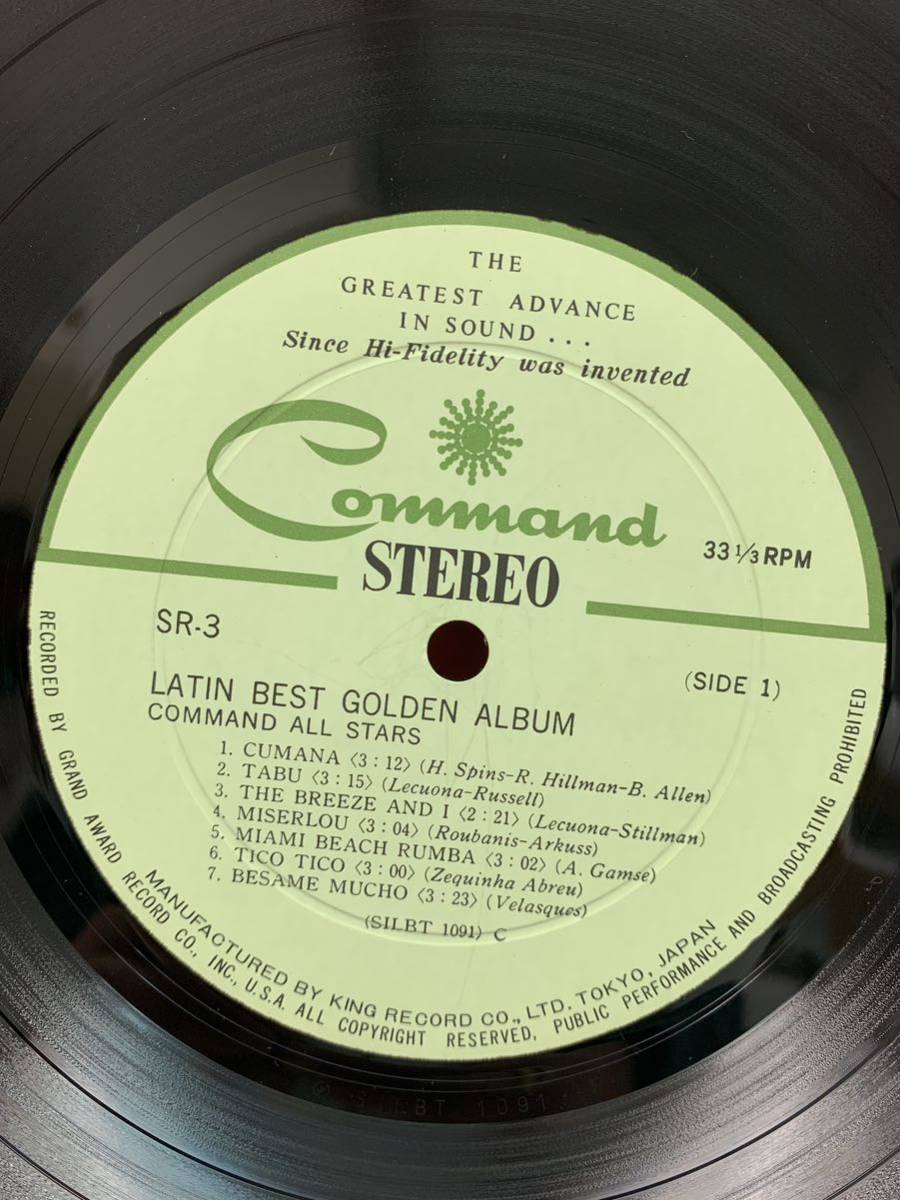 THE
GREATEST ADVANCE
IN SOUND . . .
Since Hi-Fidelity was invented
Command
STEREO
33 1/3 RPM
SR-3
(SIDE 1)
LATIN BEST GOLDEN ALBUM
COMMAND ALL STARS
1. CUMANA 〈3 : 12〉 (H. Spins-R. Hillman-B. Allen)
2. TABU 〈3 : 15〉 (Lecuona-Russell)
3. THE BREEZE AND I 〈2 : 21〉 (Lecuona-Stillman)
4. MISERLOU 〈3 : 04〉 (Roubanis-Arkuss)
5. MIAMI BEACH RUMBA 〈3 : 02〉 (A. Gamse)
6. TICO TICO 〈3 : 00〉 (Zequinha Abreu)
7. BESAME MUCHO 〈3 : 23〉 (Velasques)
(SILBT 1091) C
MANUFACTURED BY KING RECORD CO., LTD. TOKYO, JAPAN
RECORDED BY GRAND AWARD RECORD CO., INC., U.S.A. ALL COPYRIGHT RESERVED, PUBLIC PERFORMANCE AND BROADCASTING PROHIBITED
SILBT 1091